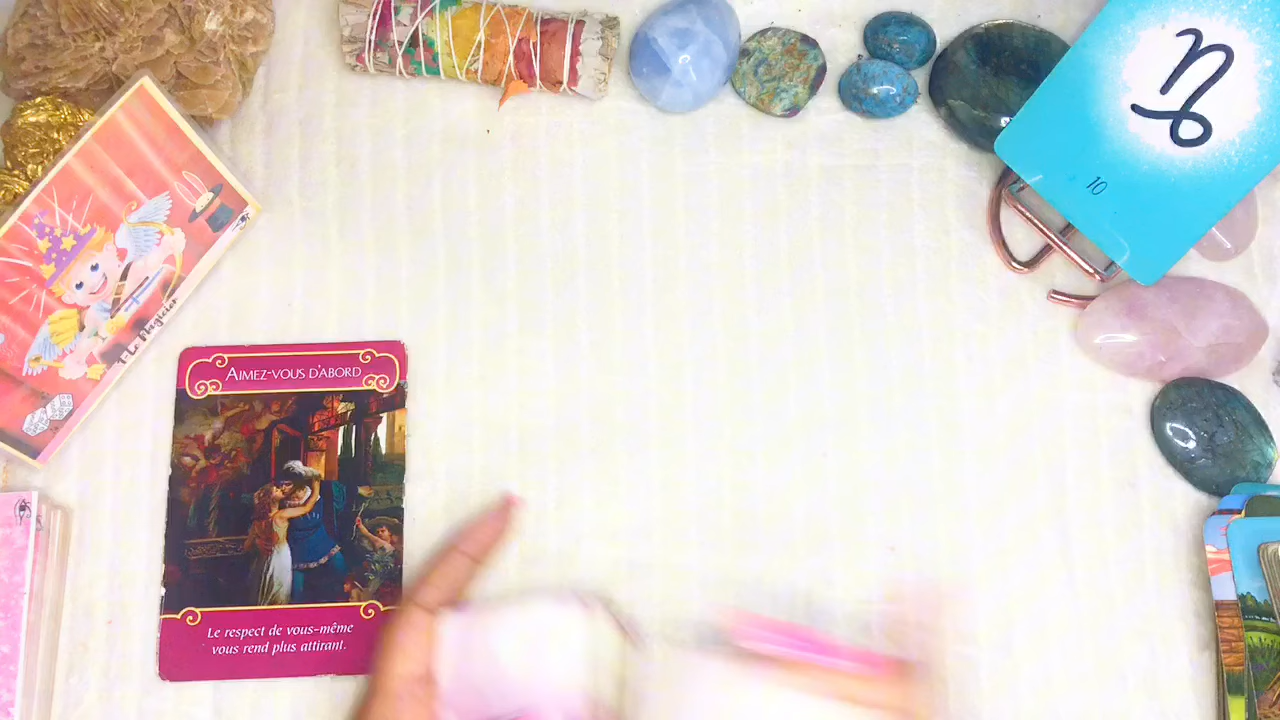 10
Le Magicien
AIMEZ-VOUS D'ABORD
Le respect de vous-même
vous rend plus attirant.